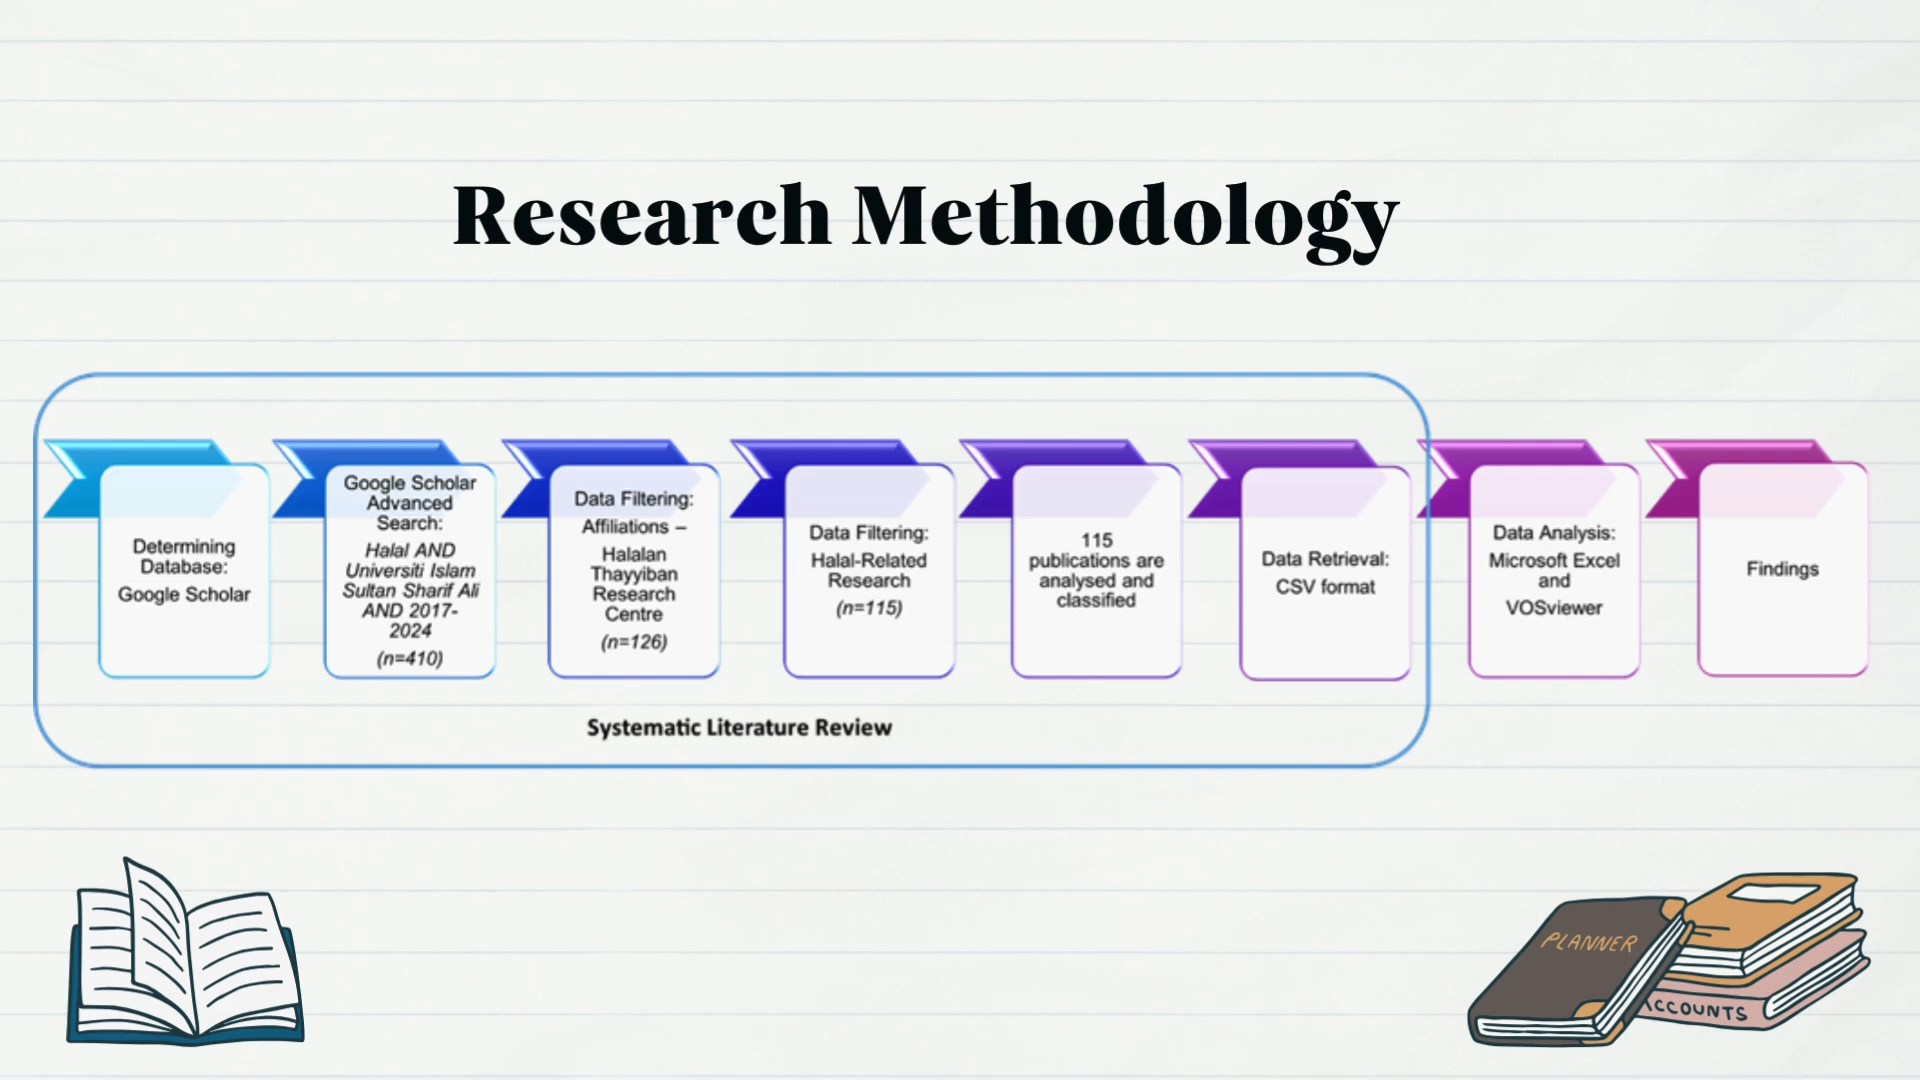 Research Methodology
Determining
Database:
Google Scholar
Google Scholar
Advanced
Search:
Halal AND
Universiti Islam
Sultan Sharif Ali
AND 2017-
2024
(n=410)
Data Filtering:
Affiliations –
Halalan
Thayyiban
Research
Centre
(n=126)
Data Filtering:
Halal-Related
Research
(n=115)
115
publications are
analysed and
classified
Data Retrieval:
CSV format
Data Analysis:
Microsoft Excel
and
VOSviewer
Findings
Systematic Literature Review
PLANNER
ACCOUNTS